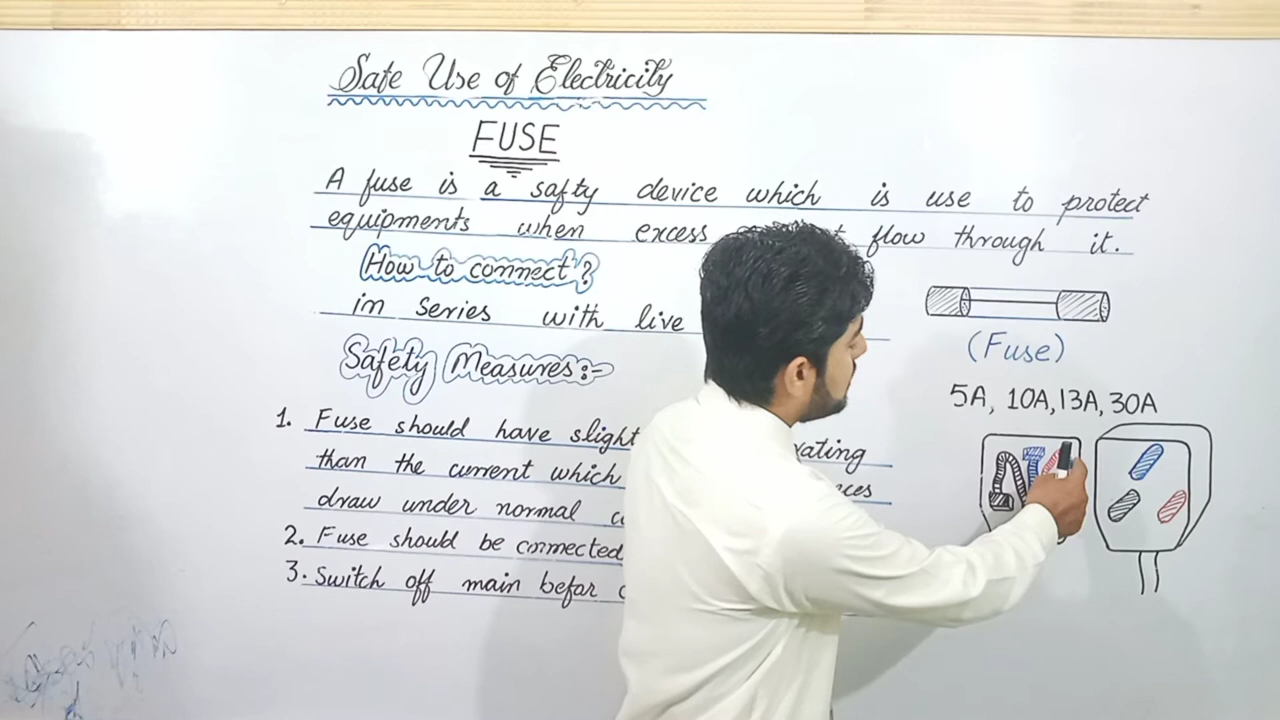 Safe Use of Electricity
FUSE
A fuse is a safty device which is use to protect
equipments when excess flow through it.
How to connect?
in series with live
Safety Measures:-
1. Fuse should have slight rating
than the current which
draw under normal
2. Fuse should be connected
3. Switch off main befar
(Fuse)
5A, 10A, 13A, 30A